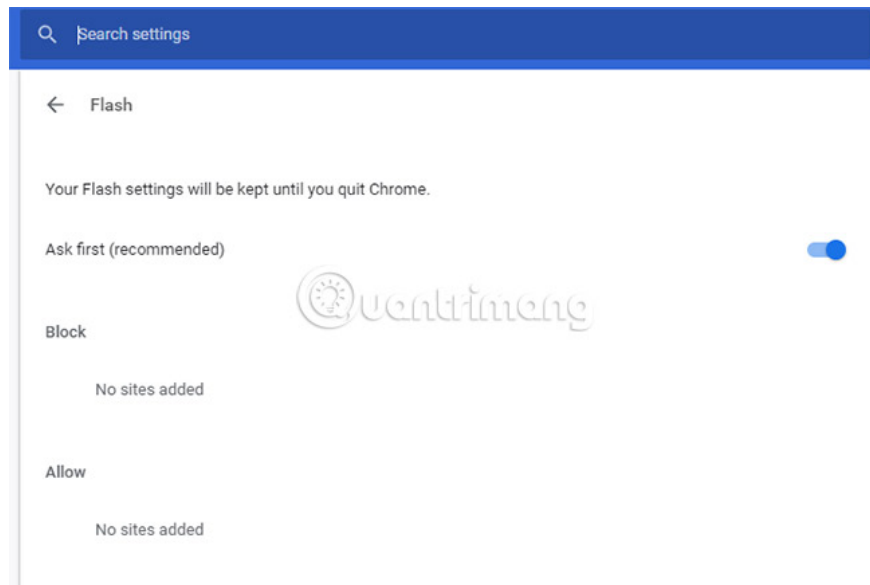 Search settings
Flash
Your Flash settings will be kept until you quit Chrome.
Ask first (recommended)
Quantrimang
Block
No sites added
Allow
No sites added